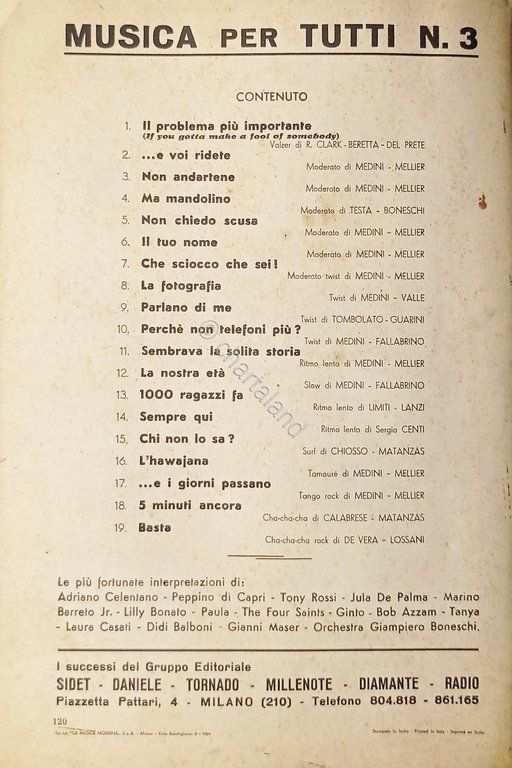 MUSICA PER TUTTI N. 3
CONTENUTO
1. Il problema più importante
(If you gotta make a fool of somebody)
Valzer di R. CLARK - BERETTA - DEL PRETE
2. ...e voi ridete
Moderato di MEDINI - MELLIER
3. Non andartene
Moderato di MEDINI - MELLIER
4. Ma mandolino
Moderato di TESTA - BONESCHI
5. Non chiedo scusa
Moderato di MEDINI - MELLIER
6. Il tuo nome
Moderato di MEDINI - MELLIER
7. Che sciocco che sei!
Moderato twist di MEDINI - MELLIER
8. La fotografia
Twist di MEDINI - VALLE
9. Parlano di me
Twist di TOMBOLATO - GUARINI
10. Perchè non telefoni più?
Twist di MEDINI - FALLABRINO
11. Sembrava la solita storia
Ritmo lento di MEDINI - MELLIER
12. La nostra età
Slow di MEDINI - FALLABRINO
13. 1000 ragazzi fa
Ritmo lento di LIMITI - LANZI
14. Sempre qui
Ritmo lento di Sergio CENTI
15. Chi non lo sa?
Surf di CHIOSSO - MATANZAS
16. L'hawajana
Tamouré di MEDINI - MELLIER
17. ...e i giorni passano
Tango rock di MEDINI - MELLIER
18. 5 minuti ancora
Cha-cha-cha di CALABRESE - MATANZAS
19. Basta
Cha-cha-cha rock di DE VERA - LOSSANI
© chartaland
Le più fortunate interpretazioni di:
Adriano Celentano - Peppino di Capri - Tony Rossi - Jula De Palma - Marino
Barreto Jr. - Lilly Bonato - Paula - The Four Saints - Ginto - Bob Azzam - Tanya
- Laura Casati - Didi Balboni - Gianni Maser - Orchestra Giampiero Boneschi.
I successi del Gruppo Editoriale
SIDET - DANIELE - TORNADO - MILLENOTE - DIAMANTE - RADIO
Piazzetta Pattari, 4 - MILANO (210) - Telefono 804.818 - 861.165
120
"LA MUSICA MODERNA" S.p.A. - Milano - 1964
Stampato in Italia - Printed in Italy - Imprimé en Italie